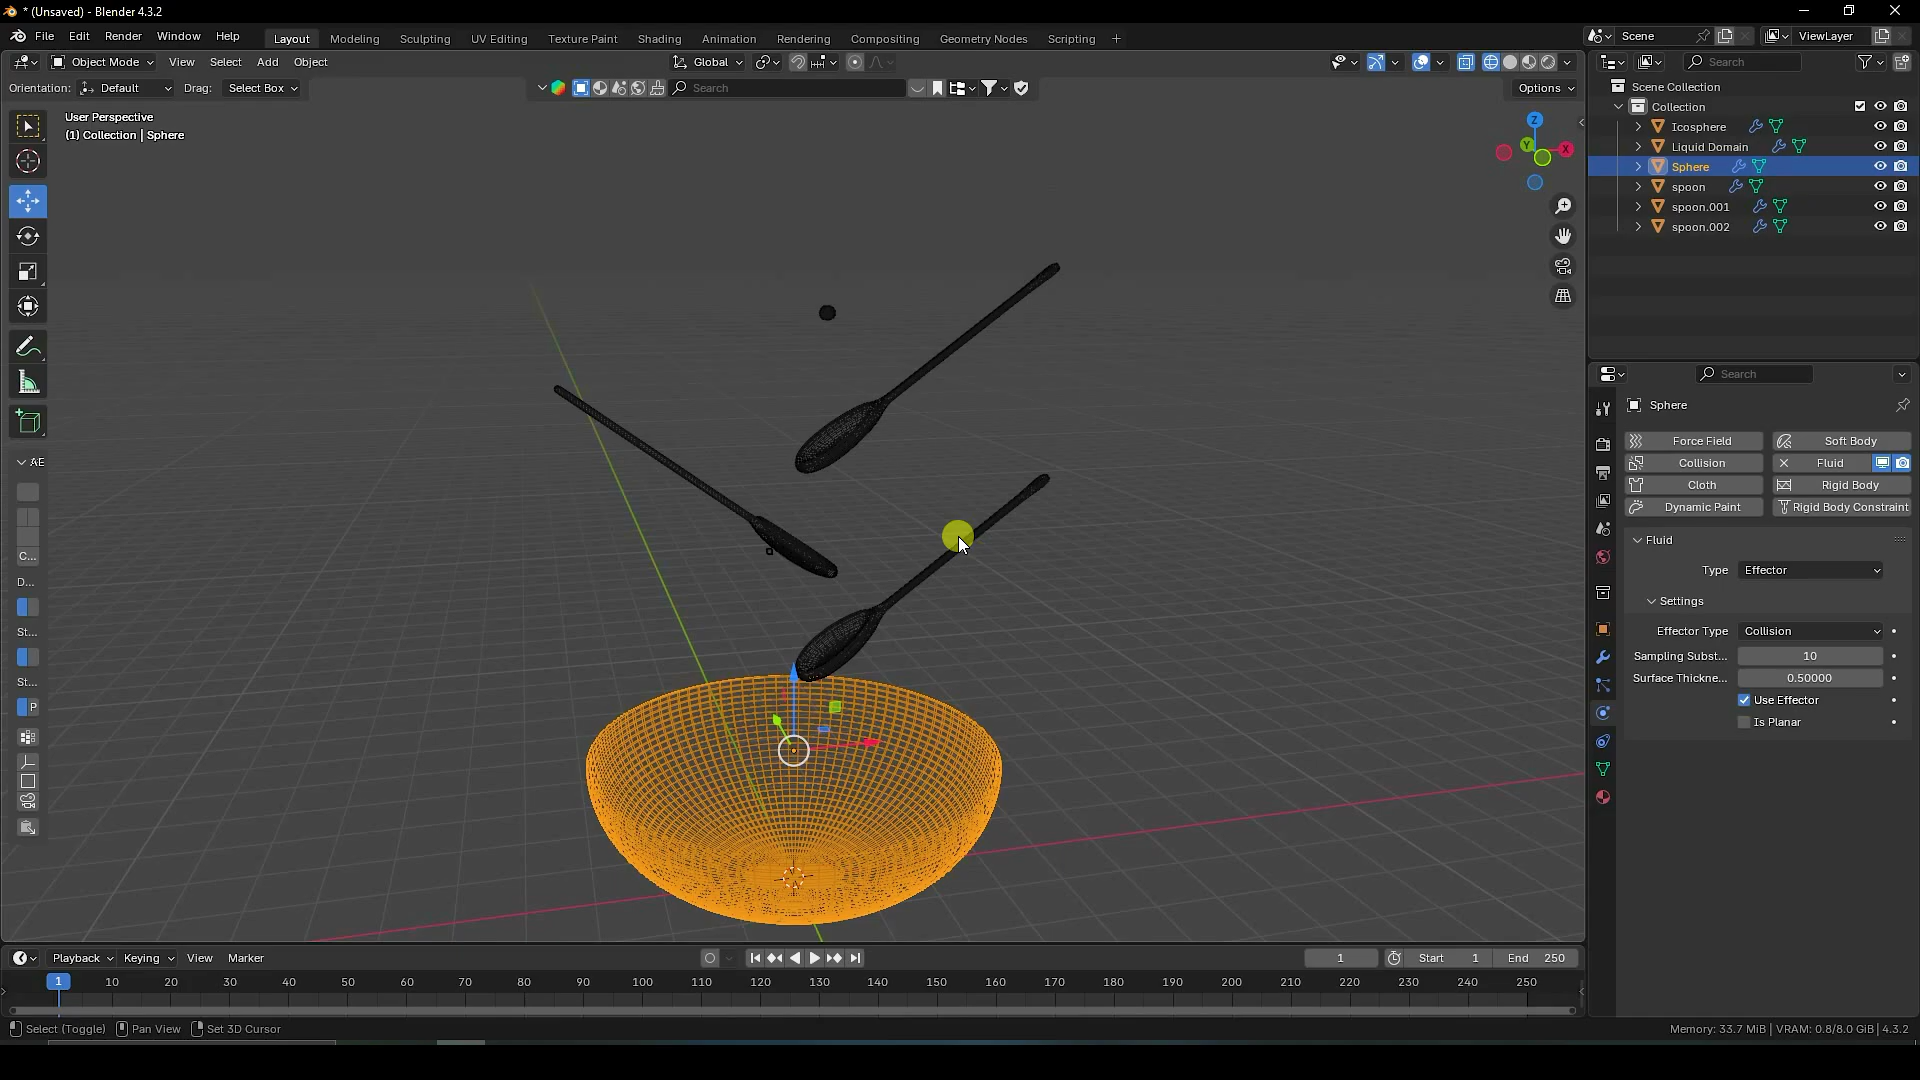 * (Unsaved) - Blender 4.3.2
File Edit Render Window Help Layout Modeling Sculpting UV Editing Texture Paint Shading Animation Rendering Compositing Geometry Nodes Scripting + Scene ViewLayer
Object Mode View Select Add Object Global Search
Orientation: Default Drag: Select Box Search Options
User Perspective
(1) Collection | Sphere
Z
Y
X
Scene Collection
Collection
Icosphere
Liquid Domain
Sphere
spoon
spoon.001
spoon.002
AE
C...
D...
St...
St...
P
Search
Sphere
Force Field Soft Body
Collision Fluid
Cloth Rigid Body
Dynamic Paint Rigid Body Constraint
Fluid
Type Effector
Settings
Effector Type Collision
Sampling Subst... 10
Surface Thickne... 0.50000
Use Effector
Is Planar
Playback Keying View Marker 1 Start 1 End 250
1 10 20 30 40 50 60 70 80 90 100 110 120 130 140 150 160 170 180 190 200 210 220 230 240 250
Select (Toggle) Pan View Set 3D Cursor Memory: 33.7 MiB | VRAM: 0.8/8.0 GiB | 4.3.2